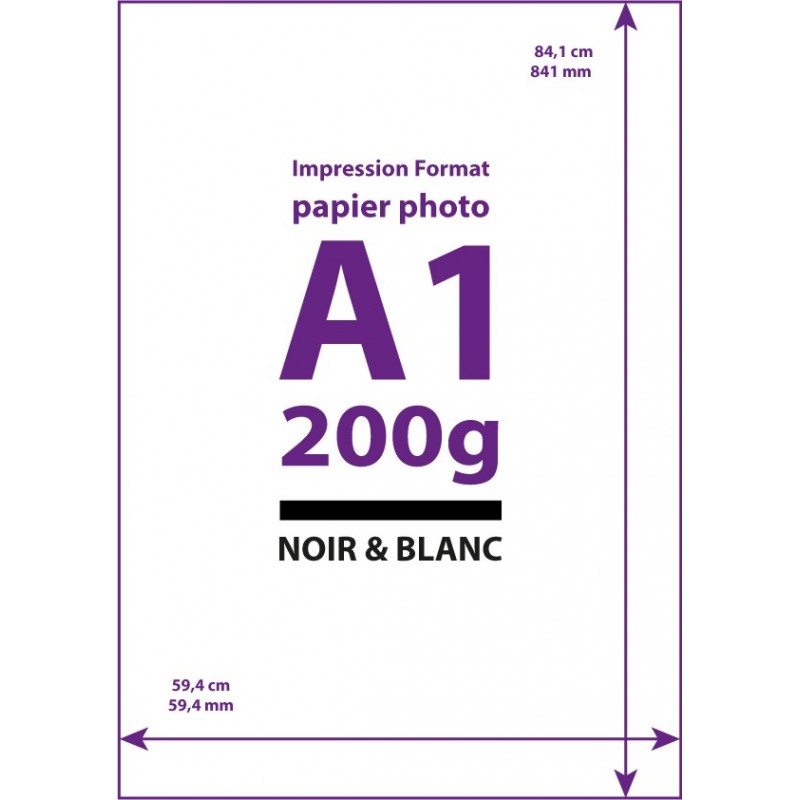 84,1 cm
841 mm
Impression Format
papier photo
A1
200g
NOIR & BLANC
59,4 cm
59,4 mm